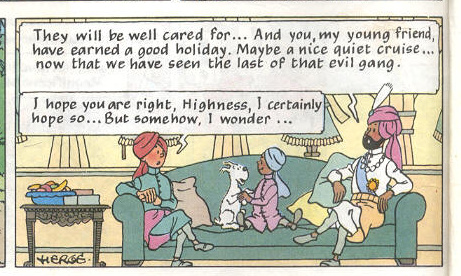 They will be well cared for... And you, my young friend,
have earned a good holiday. Maybe a nice quiet cruise...
now that we have seen the last of that evil gang.
I hope you are right, Highness, I certainly
hope so... But somehow, I wonder ...
HERGÉ-